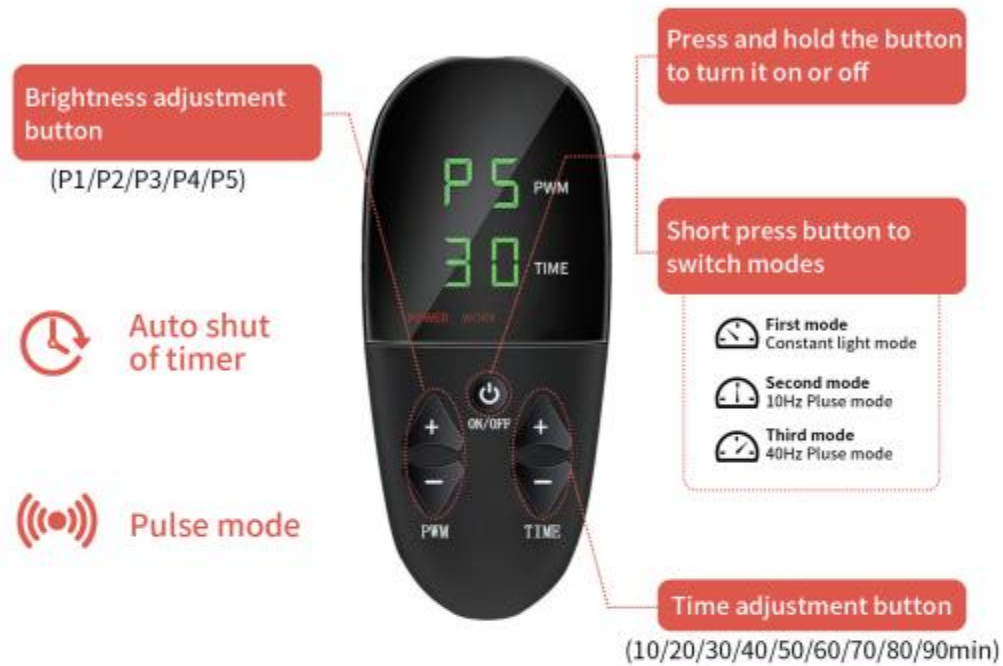 Press and hold the button
to turn it on or off
Brightness adjustment
button
(P1/P2/P3/P4/P5)
P5 PWM
30 TIME
POWER WORK
Short press button to
switch modes
First mode
Constant light mode
Second mode
10Hz Pluse mode
Third mode
40Hz Pluse mode
Auto shut
of timer
ON/OFF
+ +
- -
PWM TIME
Pulse mode
Time adjustment button
(10/20/30/40/50/60/70/80/90min)